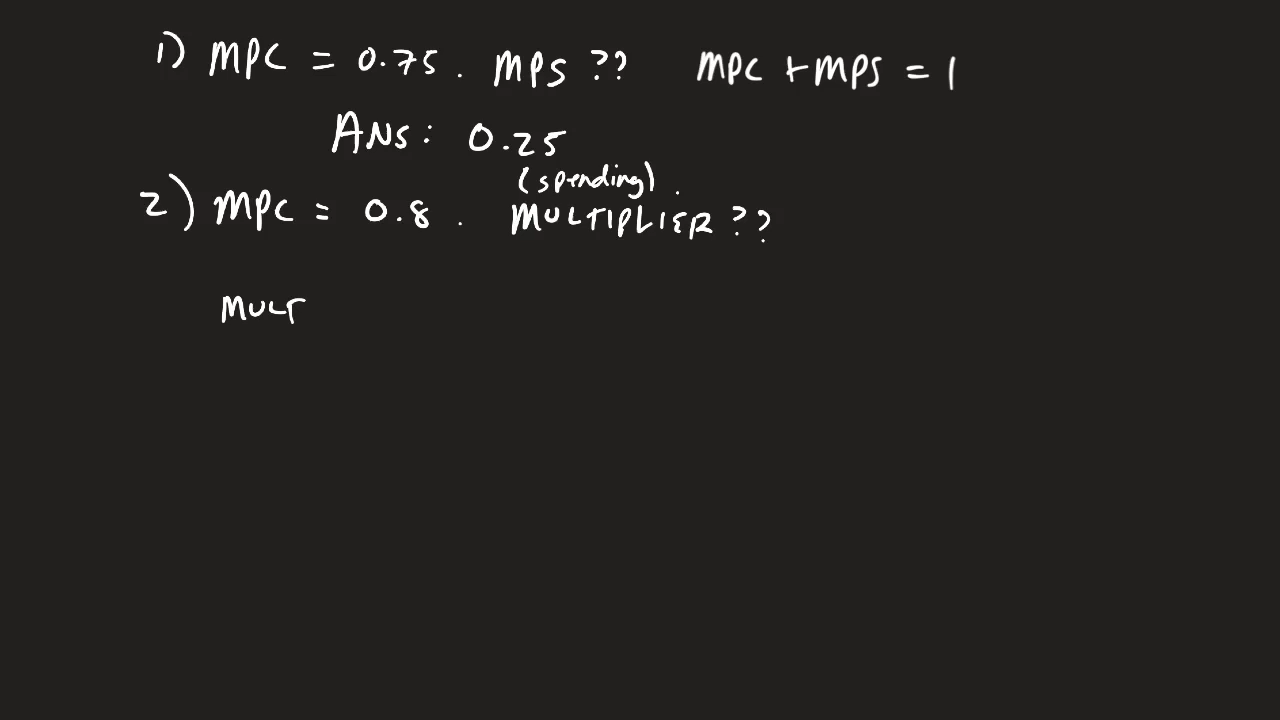 1) MPC = 0.75. MPS ?? MPC + MPS = 1
ANS: 0.25
(spending).
2) MPC = 0.8. MULTIPLIER ??
MULT